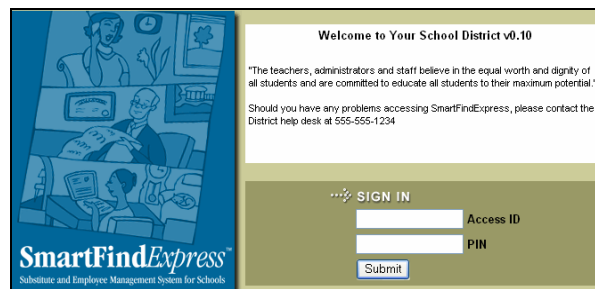 Welcome to Your School District v0.10
"The teachers, administrators and staff believe in the equal worth and dignity of
all students and are committed to educate all students to their maximum potential."
Should you have any problems accessing SmartFindExpress, please contact the
District help desk at 555-555-1234
SIGN IN
Access ID
PIN
Submit
SmartFindExpress™
Substitute and Employee Management System for Schools